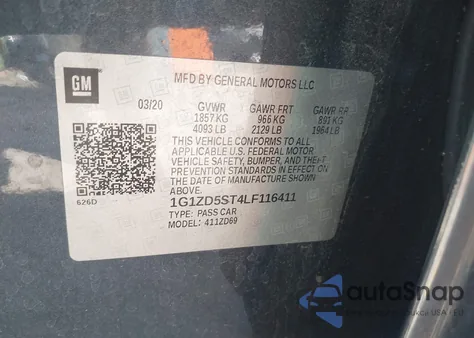 GM
MFD BY GENERAL MOTORS LLC
03/20 GVWR GAWR FRT GAWR RR
1857 KG 966 KG 891 KG
4093 LB 2129 LB 1964 LB
THIS VEHICLE CONFORMS TO ALL
APPLICABLE U.S. FEDERAL MOTOR
VEHICLE SAFETY, BUMPER, AND THEFT
PREVENTION STANDARDS IN EFFECT ON
THE DATE OF MANUFACTURE SHOWN
ABOVE.
626D
1G1ZD5ST4LF116411
TYPE: PASS CAR
MODEL: 411ZD69
autoSnap